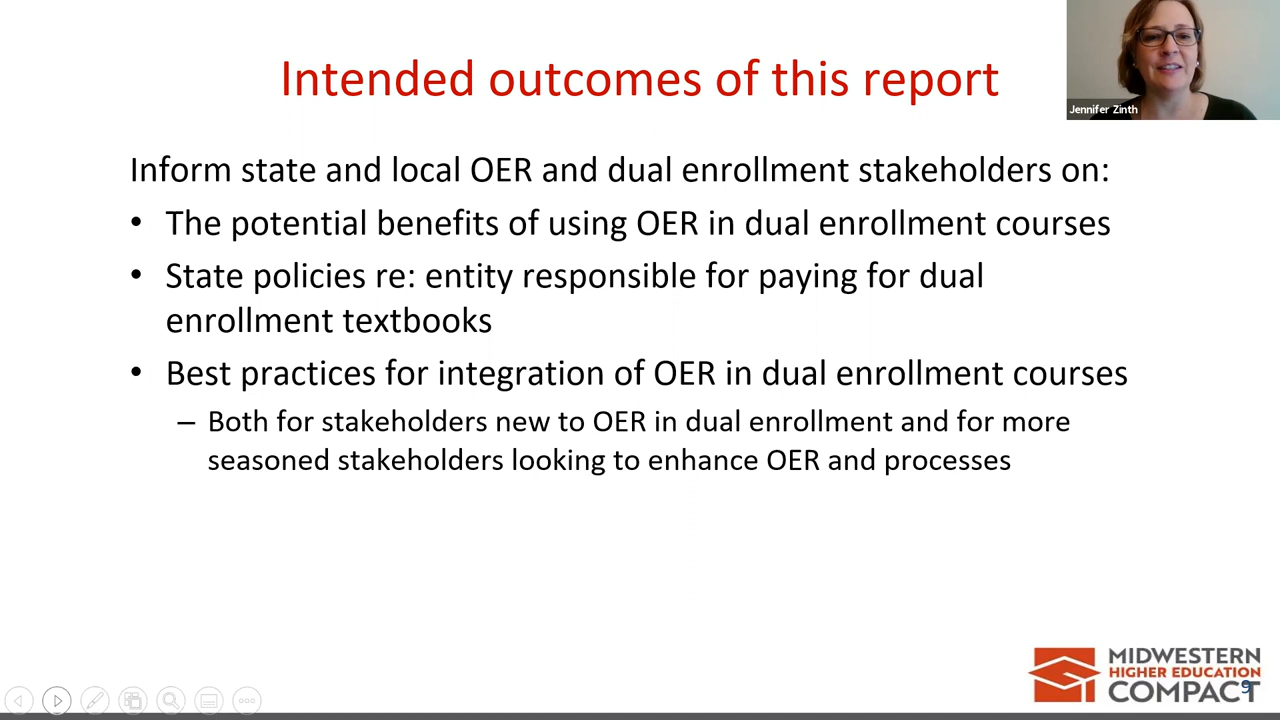 Intended outcomes of this report
Jennifer Zinth
Inform state and local OER and dual enrollment stakeholders on:
• The potential benefits of using OER in dual enrollment courses
• State policies re: entity responsible for paying for dual
enrollment textbooks
• Best practices for integration of OER in dual enrollment courses
– Both for stakeholders new to OER in dual enrollment and for more
seasoned stakeholders looking to enhance OER and processes
MIDWESTERN
HIGHER EDUCATION
COMPACT
9